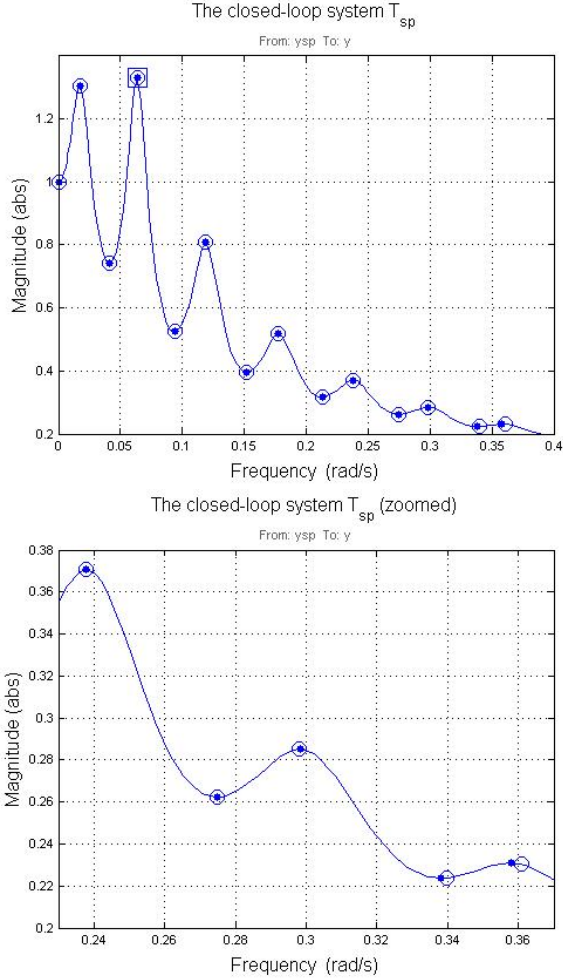 The closed-loop system T_sp
From: ysp To: y
Magnitude (abs)
1.2
1
0.8
0.6
0.4
0.2
0 0.05 0.1 0.15 0.2 0.25 0.3 0.35 0.4
Frequency (rad/s)
The closed-loop system T_sp (zoomed)
From: ysp To: y
Magnitude (abs)
0.38
0.36
0.34
0.32
0.3
0.28
0.26
0.24
0.22
0.2
0.24 0.26 0.28 0.3 0.32 0.34 0.36
Frequency (rad/s)